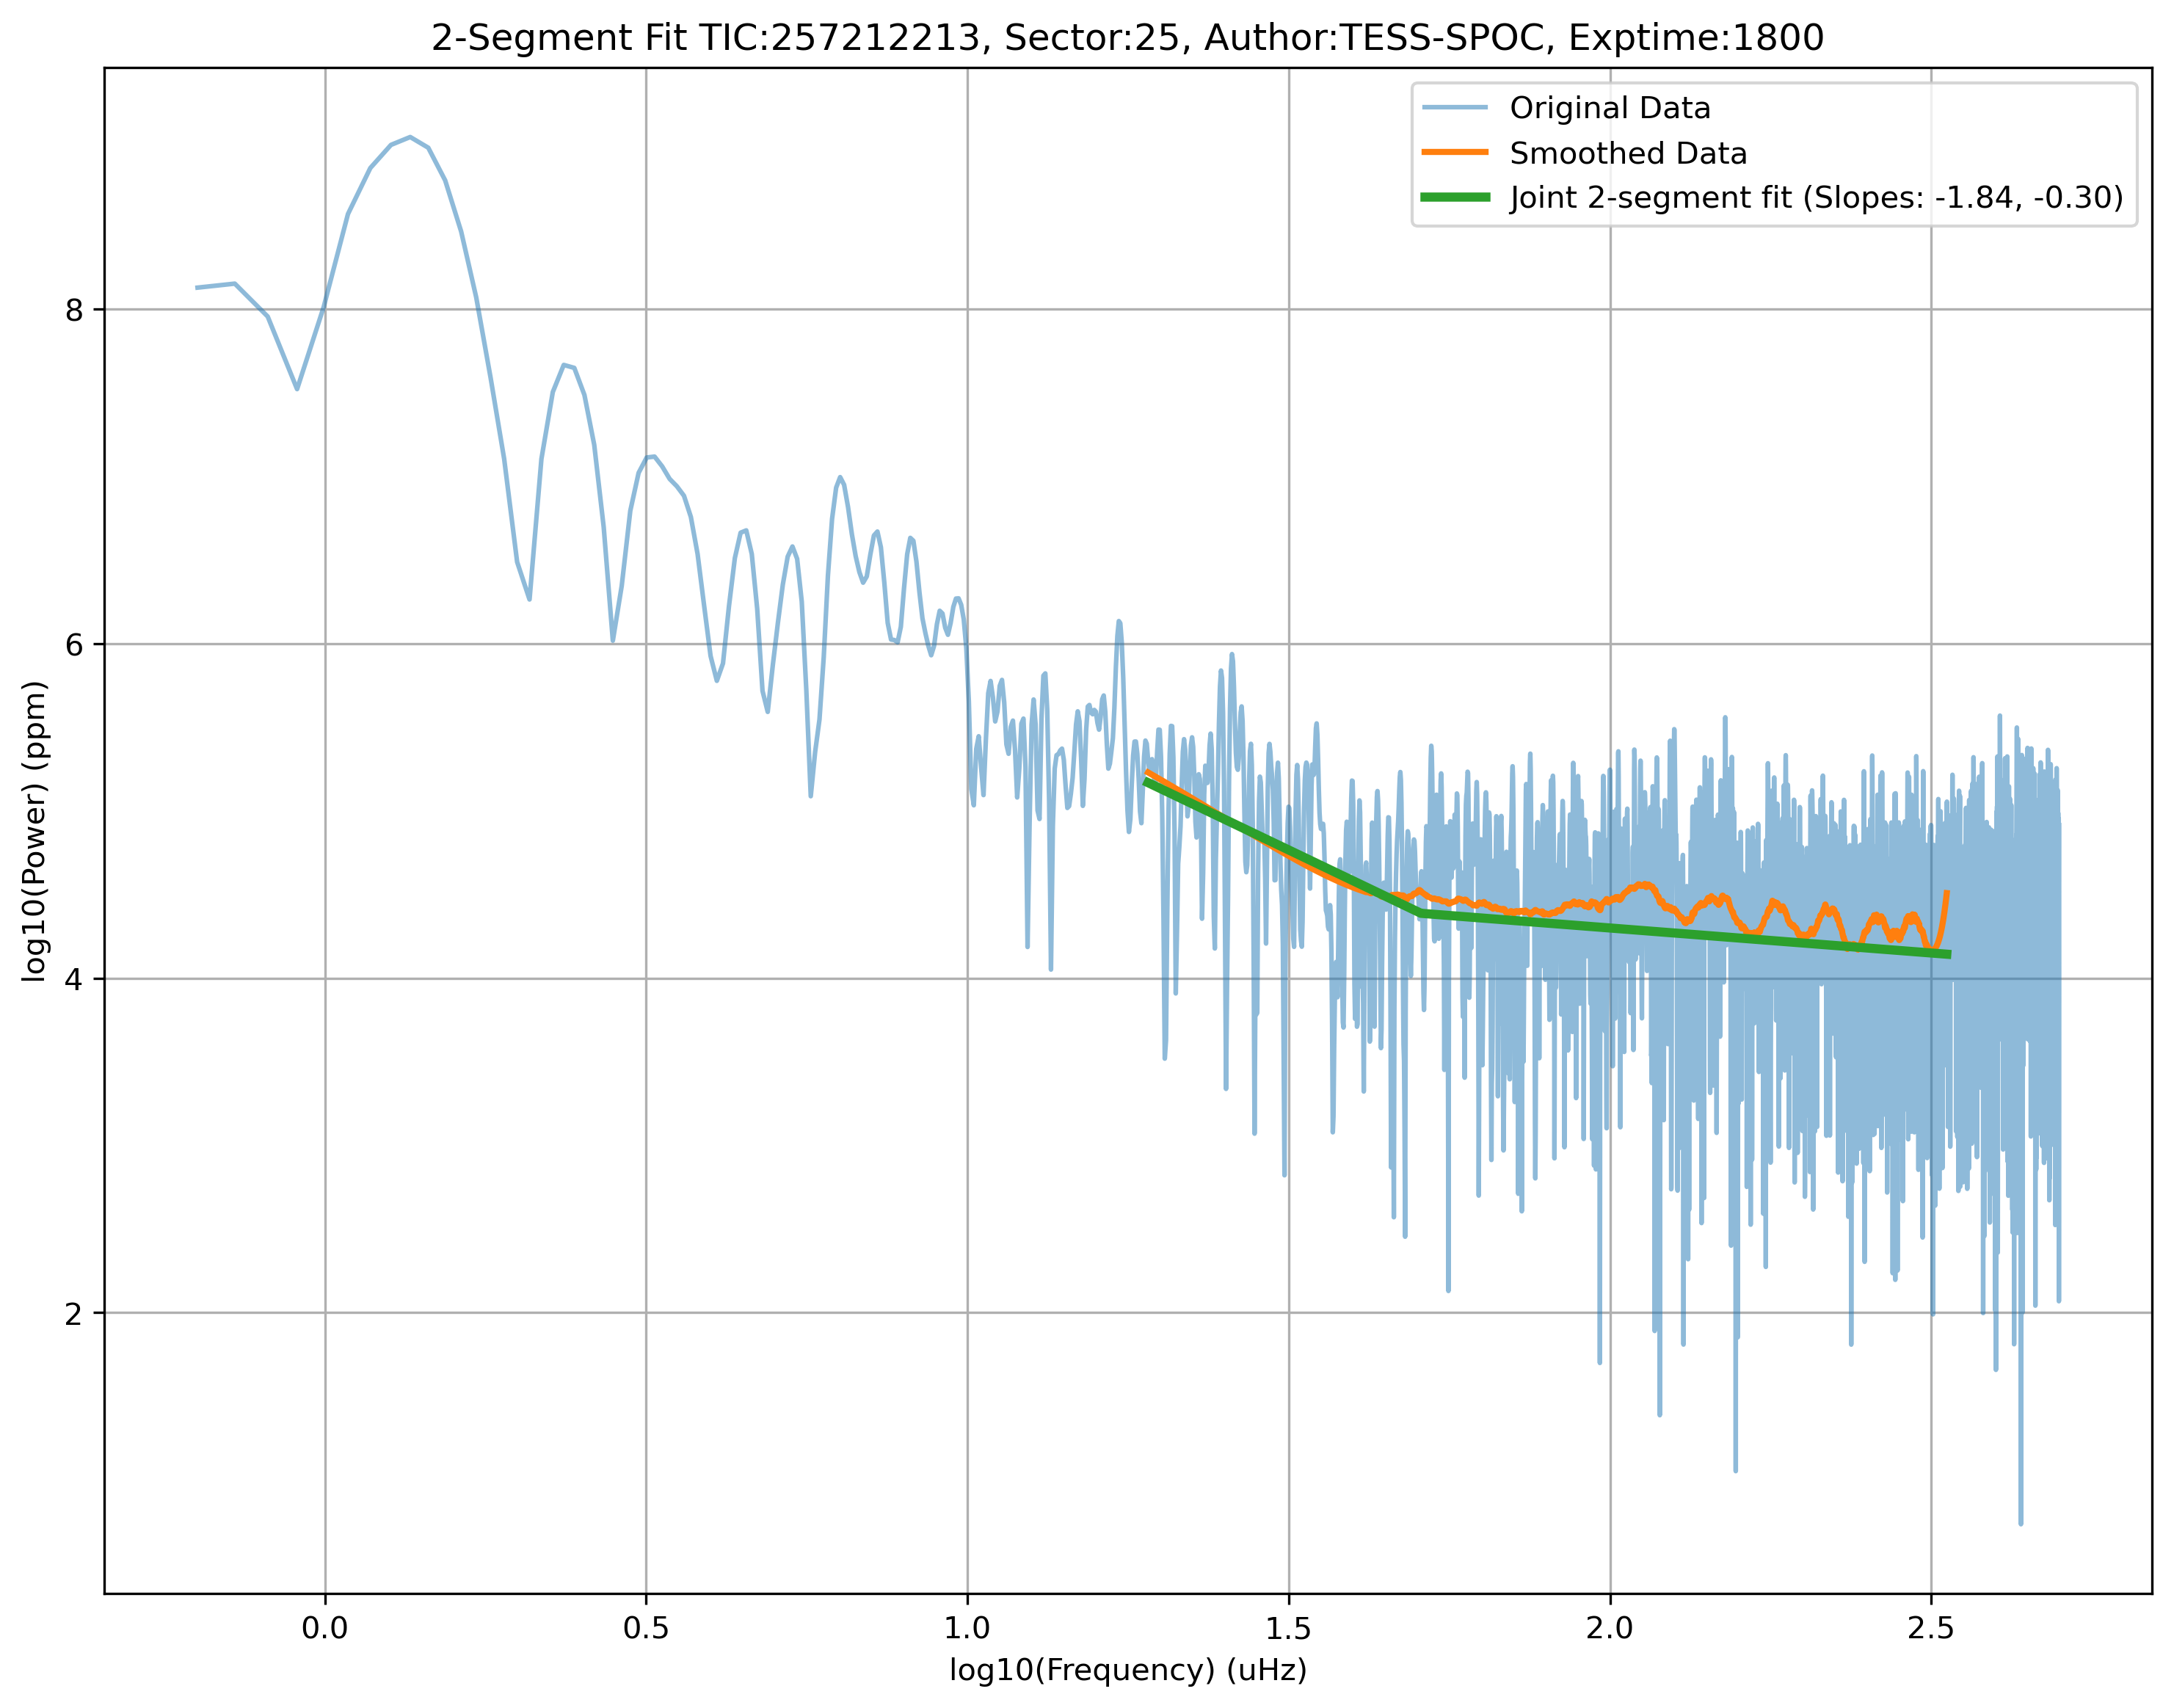 2-Segment Fit TIC:257212213, Sector:25, Author:TESS-SPOC, Exptime:1800
Original Data
Smoothed Data
Joint 2-segment fit (Slopes: -1.84, -0.30)
log10(Power) (ppm)
8
6
4
2
0.0 0.5 1.0 1.5 2.0 2.5
log10(Frequency) (uHz)